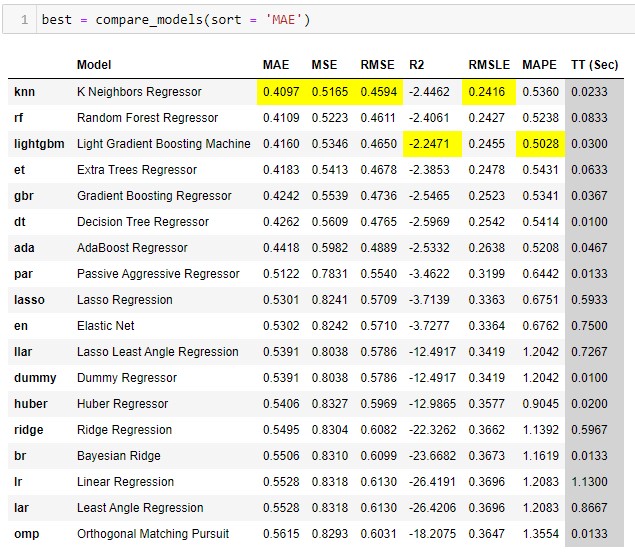 1 best = compare_models(sort = 'MAE')
Model MAE MSE RMSE R2 RMSLE MAPE TT (Sec)
knn K Neighbors Regressor 0.4097 0.5165 0.4594 -2.4462 0.2416 0.5360 0.0233
rf Random Forest Regressor 0.4109 0.5223 0.4611 -2.4061 0.2427 0.5238 0.0833
lightgbm Light Gradient Boosting Machine 0.4160 0.5346 0.4650 -2.2471 0.2455 0.5028 0.0300
et Extra Trees Regressor 0.4183 0.5413 0.4678 -2.3853 0.2478 0.5431 0.0633
gbr Gradient Boosting Regressor 0.4242 0.5539 0.4736 -2.5465 0.2523 0.5341 0.0367
dt Decision Tree Regressor 0.4262 0.5609 0.4765 -2.5969 0.2542 0.5414 0.0100
ada AdaBoost Regressor 0.4418 0.5982 0.4889 -2.5332 0.2638 0.5208 0.0467
par Passive Aggressive Regressor 0.5122 0.7831 0.5540 -3.4622 0.3199 0.6442 0.0133
lasso Lasso Regression 0.5301 0.8241 0.5709 -3.7139 0.3363 0.6751 0.5933
en Elastic Net 0.5302 0.8242 0.5710 -3.7277 0.3364 0.6762 0.7500
llar Lasso Least Angle Regression 0.5391 0.8038 0.5786 -12.4917 0.3419 1.2042 0.7267
dummy Dummy Regressor 0.5391 0.8038 0.5786 -12.4917 0.3419 1.2042 0.0100
huber Huber Regressor 0.5406 0.8327 0.5969 -12.9865 0.3577 0.9045 0.0200
ridge Ridge Regression 0.5495 0.8304 0.6082 -22.3262 0.3662 1.1392 0.5967
br Bayesian Ridge 0.5506 0.8310 0.6099 -23.6682 0.3673 1.1619 0.0133
lr Linear Regression 0.5528 0.8318 0.6130 -26.4191 0.3696 1.2083 1.1300
lar Least Angle Regression 0.5528 0.8318 0.6130 -26.4206 0.3696 1.2083 0.8667
omp Orthogonal Matching Pursuit 0.5615 0.8293 0.6031 -18.2075 0.3647 1.3554 0.0133